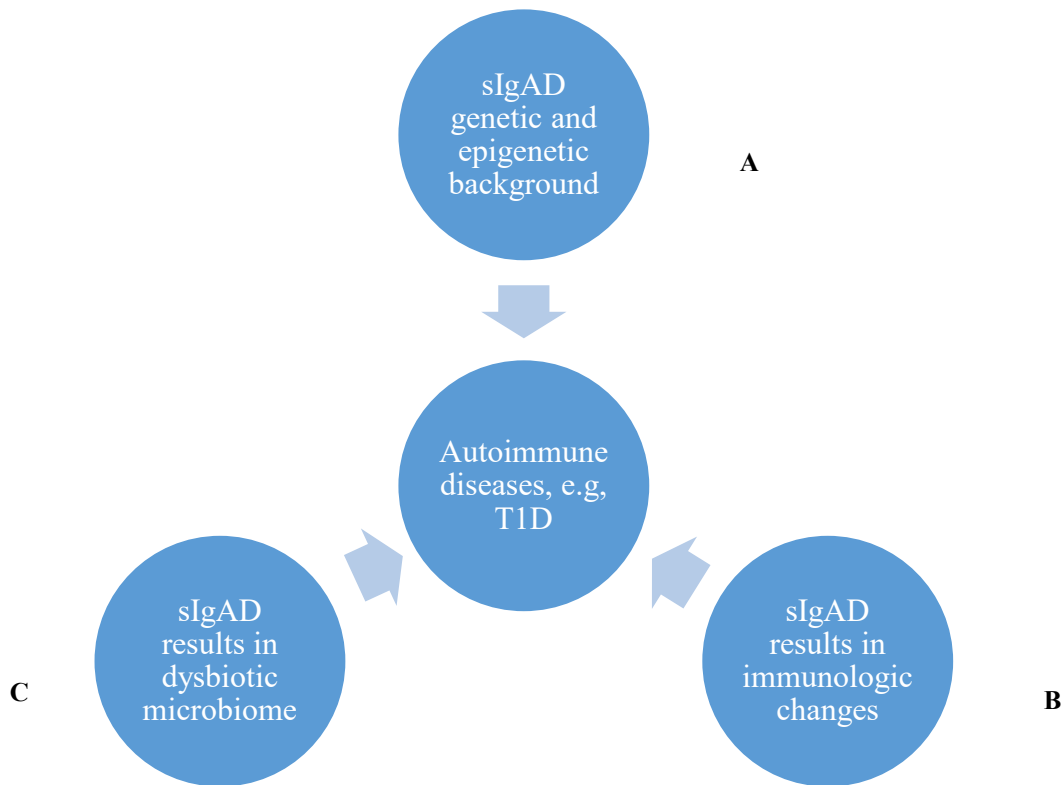 sIgAD
genetic and
epigenetic
background
A
Autoimmune
diseases, e.g,
T1D
sIgAD
results in
dysbiotic
microbiome
C
sIgAD
results in
immunologic
changes
B